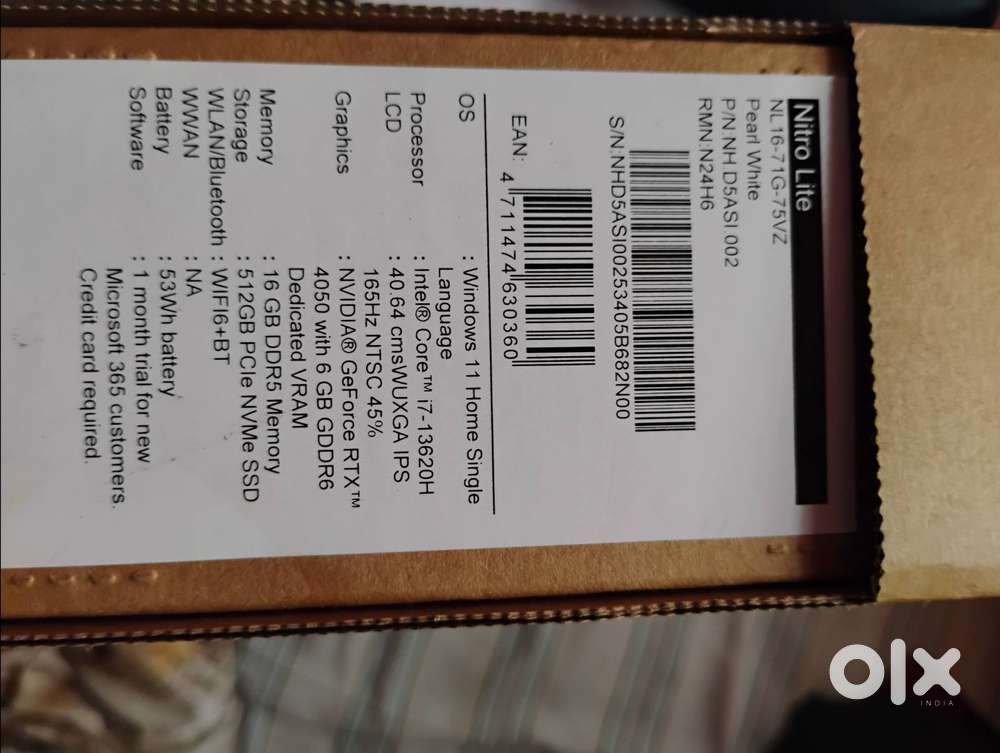 Nitro Lite
NL16-71G-75VZ
Pearl White
P/N:NH.D5ASI.002
RMN:N24H6
S/N:NHD5ASI00253405B682N00
EAN: 4 711474 630360
OS : Windows 11 Home Single
Language
Processor : Intel® Core™ i7-13620H
LCD : 40.64 cmsWUXGA IPS
165Hz NTSC 45%
Graphics : NVIDIA® GeForce RTX™
4050 with 6 GB GDDR6
Dedicated VRAM
Memory : 16 GB DDR5 Memory
Storage : 512GB PCIe NVMe SSD
WLAN/Bluetooth : WIFI6+BT
WWAN : NA
Battery : 53Wh battery
Software : 1 month trial for new
Microsoft 365 customers.
Credit card required.
olx
INDIA